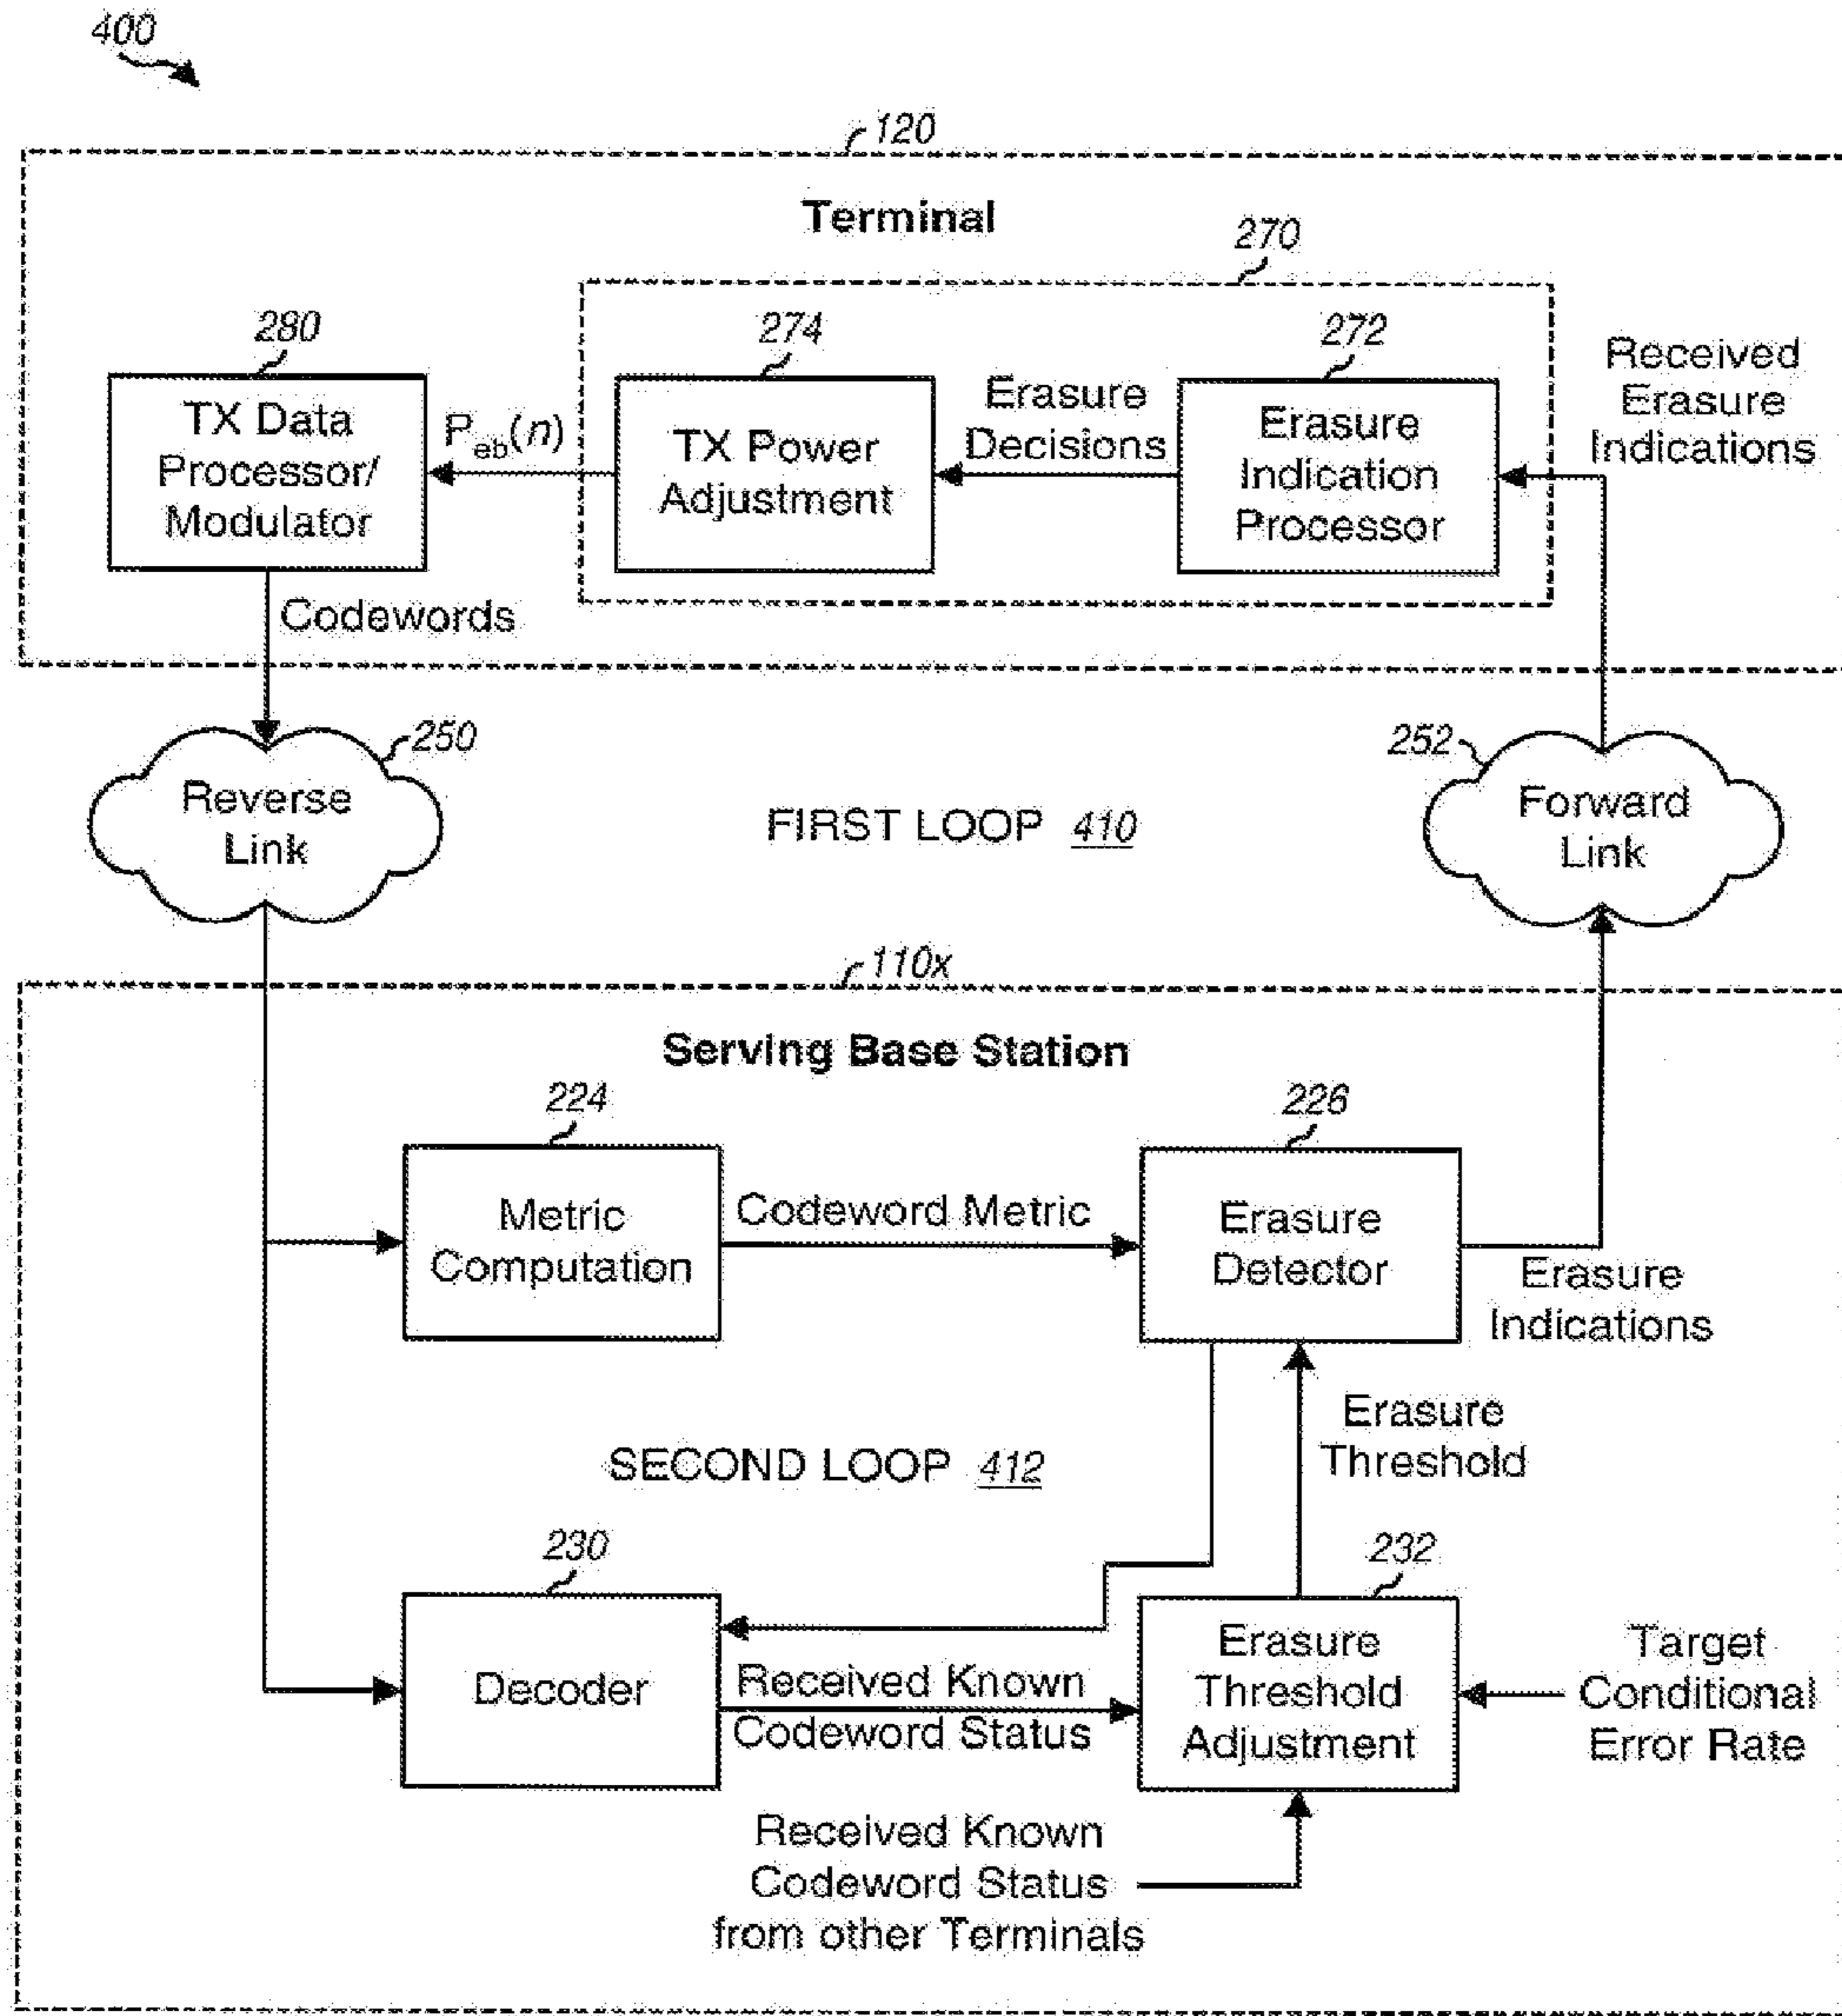 400
120
Terminal
270
280
274
272
Received
Erasure
Indications
TX Data
Processor/
Modulator
P_eb(n)
TX Power
Adjustment
Erasure
Decisions
Erasure
Indication
Processor
Codewords
250
Reverse
Link
FIRST LOOP 410
252
Forward
Link
110x
Serving Base Station
224
226
Metric
Computation
Codeword Metric
Erasure
Detector
Erasure
Indications
Erasure
Threshold
SECOND LOOP 412
230
232
Decoder
Received Known
Codeword Status
Erasure
Threshold
Adjustment
Target
Conditional
Error Rate
Received Known
Codeword Status
from other Terminals